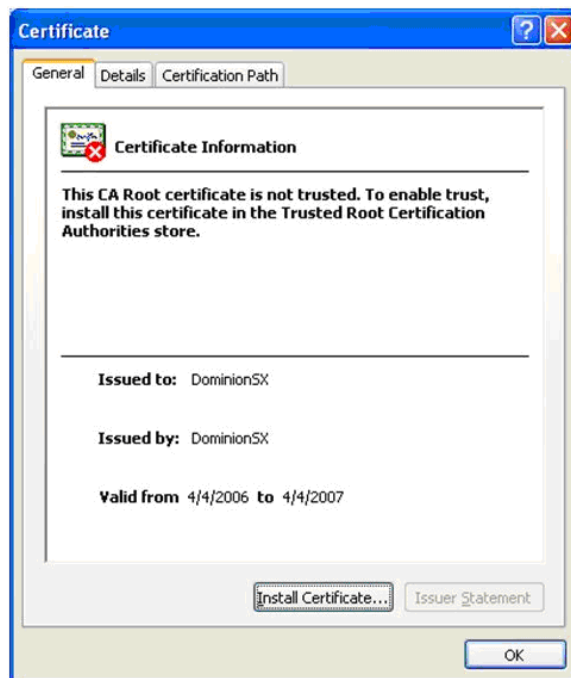 Certificate
General Details Certification Path
Certificate Information
This CA Root certificate is not trusted. To enable trust,
install this certificate in the Trusted Root Certification
Authorities store.
Issued to: DominionSX
Issued by: DominionSX
Valid from 4/4/2006 to 4/4/2007
Install Certificate... Issuer Statement
OK